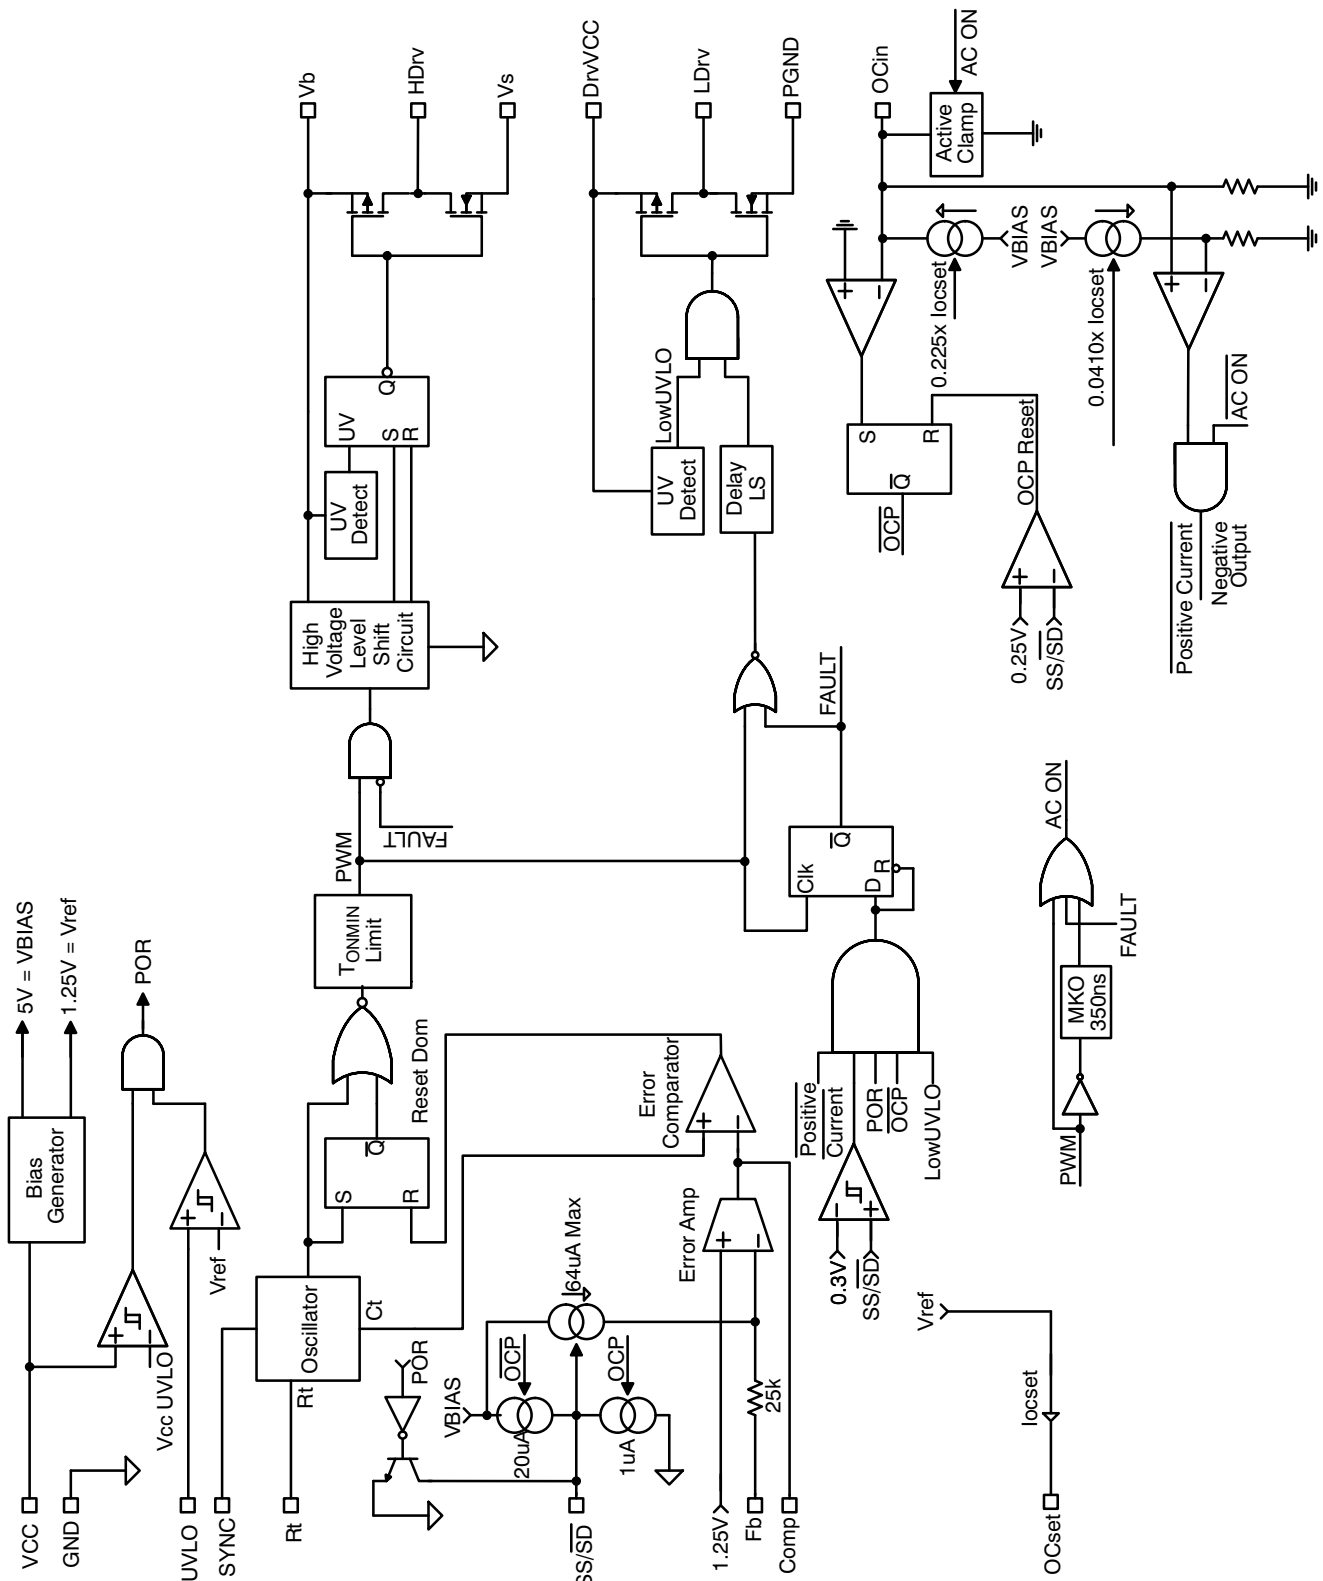 VCC
GND
UVLO
SYNC
Rt
SS/SD
1.25V
Fb
Comp
OCset
Bias
Generator
5V = VBIAS
1.25V = Vref
POR
Vcc UVLO
Vref
Rt
Oscillator
Ct
S
R
Q
Reset Dom
TONMIN
Limit
PWM
FAULT
High
Voltage
Level
Shift
Circuit
UV
Detect
UV
S
R
Q
Vb
HDrv
Vs
POR
VBIAS
20uA
OCP
1uA
OCP
64uA Max
25k
Error Amp
Error
Comparator
0.3V
SS/SD
Positive
Current
POR
OCP
LowUVLO
Clk
D
R
Q
FAULT
UV
Detect
LowUVLO
Delay
LS
DrvVCC
LDrv
PGND
Vref
Iocset
PWM
MKO
350ns
FAULT
AC ON
OCP
Q
S
R
0.25V
SS/SD
OCP Reset
0.225x Iocset
VBIAS
VBIAS
0.0410x Iocset
OCin
Active
Clamp
AC ON
Positive Current
Negative
Output
AC ON